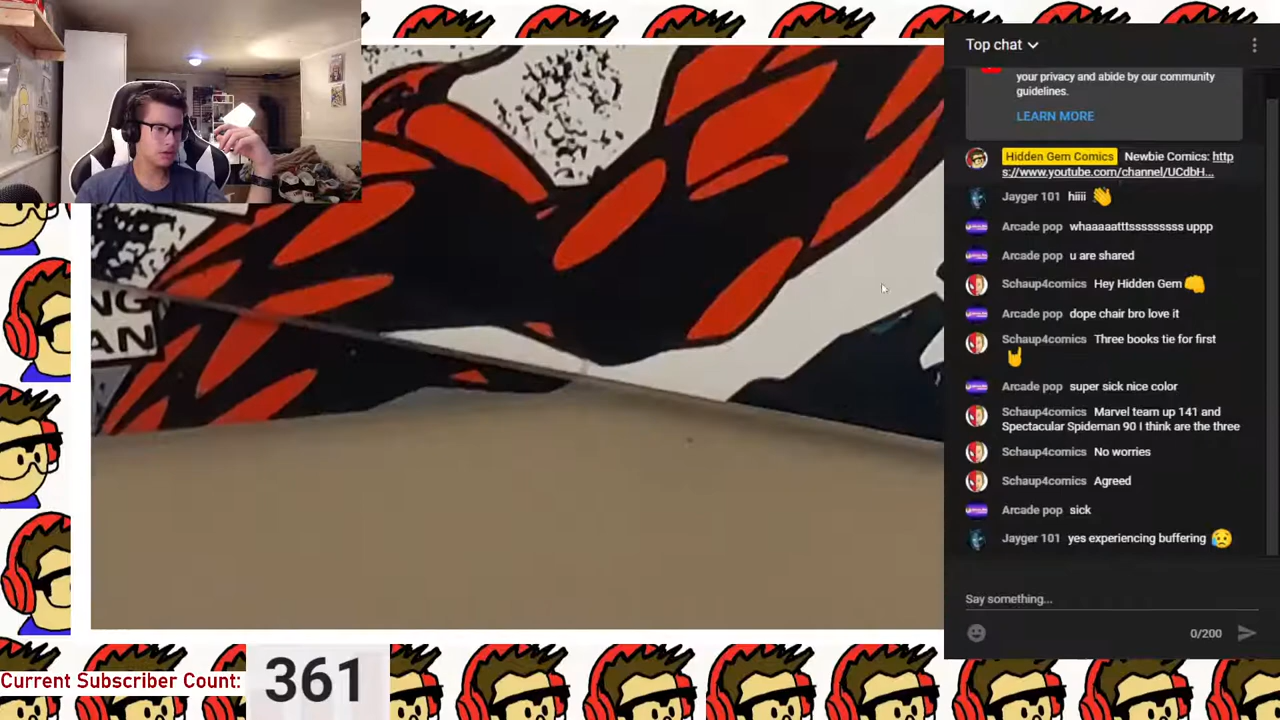 Top chat
your privacy and abide by our community
guidelines.
LEARN MORE
Hidden Gem Comics Newbie Comics: http
s://www.youtube.com/channel/UCdbH...
Jayger 101 hiiii 👋
Arcade pop whaaaaatttsssssssss uppp
Arcade pop u are shared
Schaup4comics Hey Hidden Gem 👊
Arcade pop dope chair bro love it
Schaup4comics Three books tie for first
🤘
Arcade pop super sick nice color
Schaup4comics Marvel team up 141 and
Spectacular Spideman 90 I think are the three
Schaup4comics No worries
Schaup4comics Agreed
Arcade pop sick
Jayger 101 yes experiencing buffering 😥
Say something...
0/200
NG
AN
Current Subscriber Count:
361